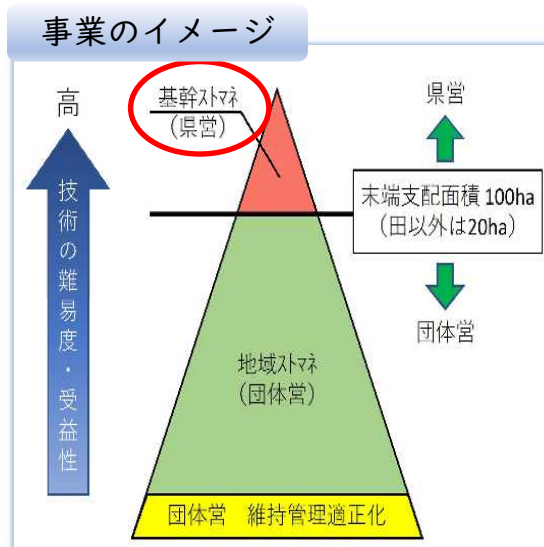 事業のイメージ
高
技術の難易度・受益性
基幹ｽﾄﾏﾈ
(県営)
県営
末端支配面積 100ha
(田以外は20ha)
団体営
地域ｽﾄﾏﾈ
(団体営)
団体営　維持管理適正化